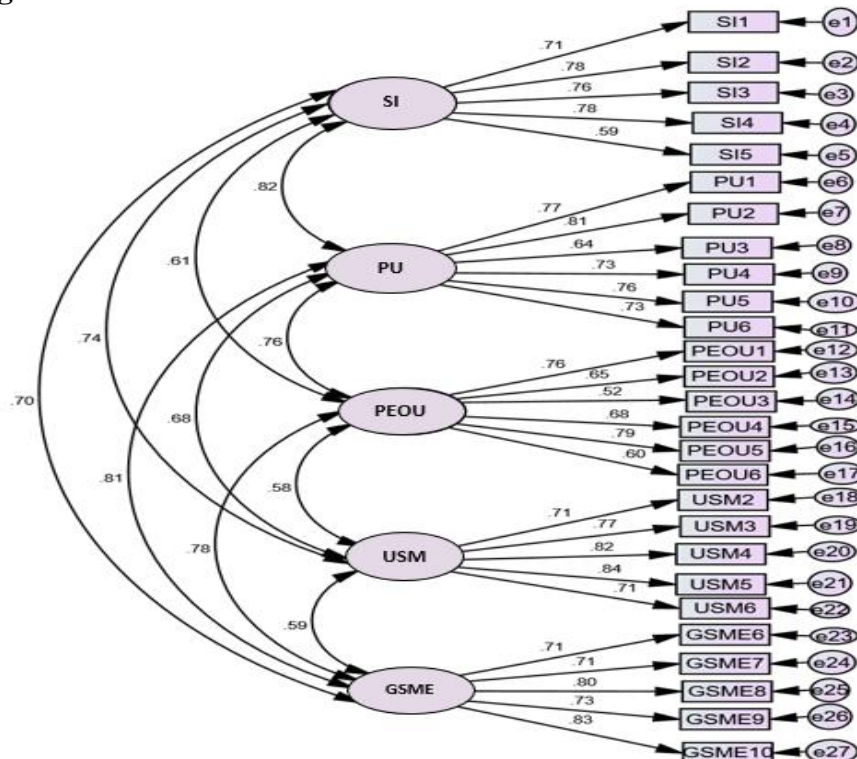 SI1 e1
.71
SI2 e2
.78
SI3 e3
.76
SI
SI4 e4
.78
.59
SI5 e5
PU1 e6
.82
.77
PU2 e7
.81
PU3 e8
.64
.61
PU
PU4 e9
.73
PU5 e10
.76
PU6 e11
.73
.74
.76
PEOU1 e12
.76
PEOU2 e13
.65
PEOU3 e14
.52
.70
.68
PEOU
PEOU4 e15
.68
PEOU5 e16
.79
PEOU6 e17
.60
.81
.58
USM2 e18
.71
USM3 e19
.77
.78
USM
USM4 e20
.82
USM5 e21
.84
USM6 e22
.71
.59
GSME6 e23
.71
GSME7 e24
.71
GSME
GSME8 e25
.80
GSME9 e26
.73
GSME10 e27
.83